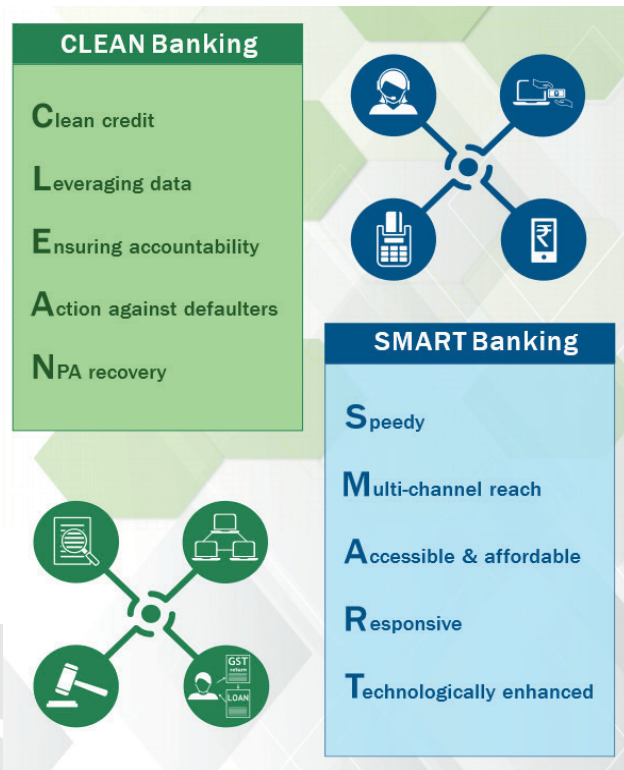 CLEAN Banking
Clean credit
Leveraging data
Ensuring accountability
Action against defaulters
NPA recovery
₹
SMART Banking
Speedy
Multi-channel reach
Accessible & affordable
Responsive
Technologically enhanced
GST
return
LOAN